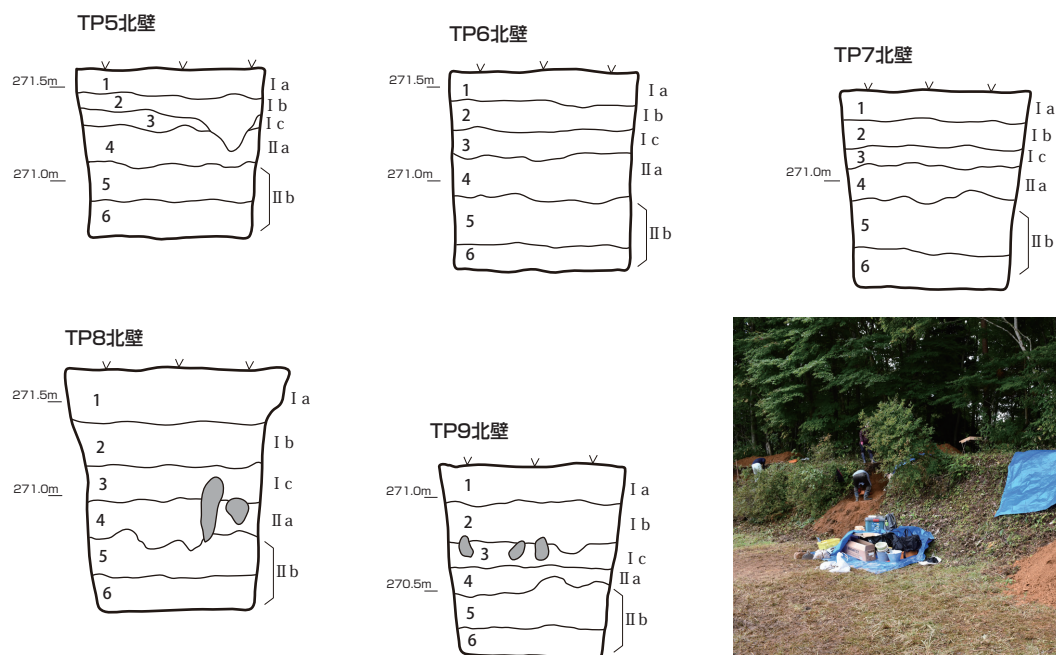 TP5北壁
271.5m
271.0m
1
2
3
4
5
6
Ⅰa
Ⅰb
Ⅰc
Ⅱa
Ⅱb
TP6北壁
271.5m
271.0m
1
2
3
4
5
6
Ⅰa
Ⅰb
Ⅰc
Ⅱa
Ⅱb
TP7北壁
271.0m
1
2
3
4
5
6
Ⅰa
Ⅰb
Ⅰc
Ⅱa
Ⅱb
TP8北壁
271.5m
271.0m
1
2
3
4
5
6
Ⅰa
Ⅰb
Ⅰc
Ⅱa
Ⅱb
TP9北壁
271.0m
270.5m
1
2
3
4
5
6
Ⅰa
Ⅰb
Ⅰc
Ⅱa
Ⅱb